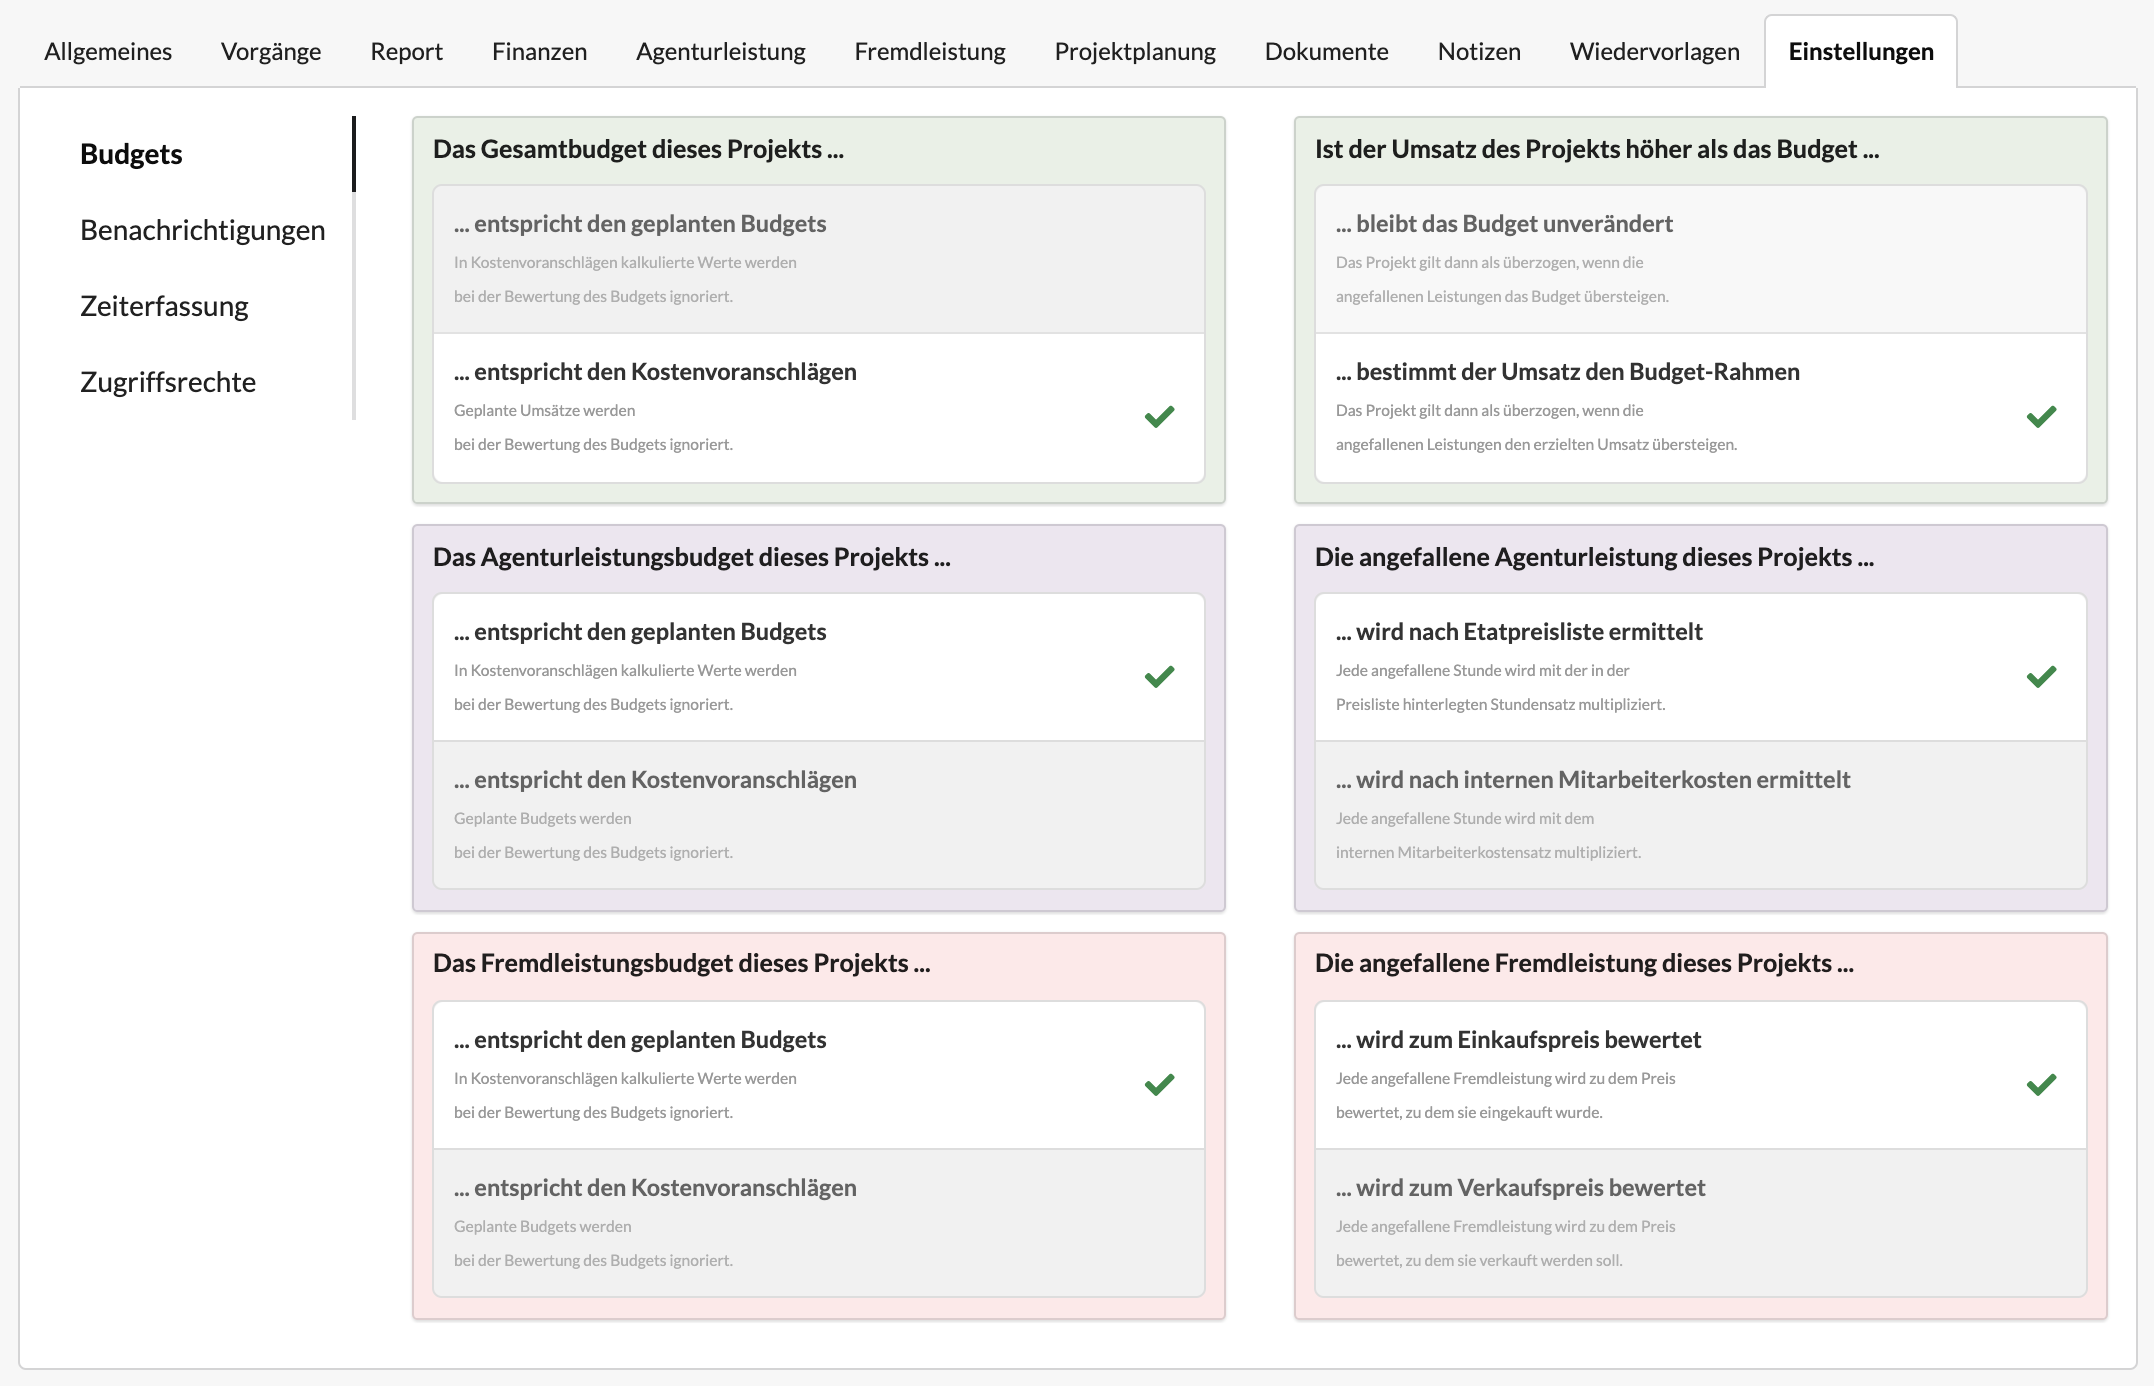 Allgemeines Vorgänge Report Finanzen Agenturleistung Fremdleistung Projektplanung Dokumente Notizen Wiedervorlagen Einstellungen
Budgets
Benachrichtigungen
Zeiterfassung
Zugriffsrechte
Das Gesamtbudget dieses Projekts ...
... entspricht den geplanten Budgets
In Kostenvoranschlägen kalkulierte Werte werden
bei der Bewertung des Budgets ignoriert.
... entspricht den Kostenvoranschlägen
Geplante Umsätze werden
bei der Bewertung des Budgets ignoriert.
Ist der Umsatz des Projekts höher als das Budget ...
... bleibt das Budget unverändert
Das Projekt gilt dann als überzogen, wenn die
angefallenen Leistungen das Budget übersteigen.
... bestimmt der Umsatz den Budget-Rahmen
Das Projekt gilt dann als überzogen, wenn die
angefallenen Leistungen den erzielten Umsatz übersteigen.
Das Agenturleistungsbudget dieses Projekts ...
... entspricht den geplanten Budgets
In Kostenvoranschlägen kalkulierte Werte werden
bei der Bewertung des Budgets ignoriert.
... entspricht den Kostenvoranschlägen
Geplante Budgets werden
bei der Bewertung des Budgets ignoriert.
Die angefallene Agenturleistung dieses Projekts ...
... wird nach Etatpreisliste ermittelt
Jede angefallene Stunde wird mit der in der
Preisliste hinterlegten Stundensatz multipliziert.
... wird nach internen Mitarbeiterkosten ermittelt
Jede angefallene Stunde wird mit dem
internen Mitarbeiterkostensatz multipliziert.
Das Fremdleistungsbudget dieses Projekts ...
... entspricht den geplanten Budgets
In Kostenvoranschlägen kalkulierte Werte werden
bei der Bewertung des Budgets ignoriert.
... entspricht den Kostenvoranschlägen
Geplante Budgets werden
bei der Bewertung des Budgets ignoriert.
Die angefallene Fremdleistung dieses Projekts ...
... wird zum Einkaufspreis bewertet
Jede angefallene Fremdleistung wird zu dem Preis
bewertet, zu dem sie eingekauft wurde.
... wird zum Verkaufspreis bewertet
Jede angefallene Fremdleistung wird zu dem Preis
bewertet, zu dem sie verkauft werden soll.